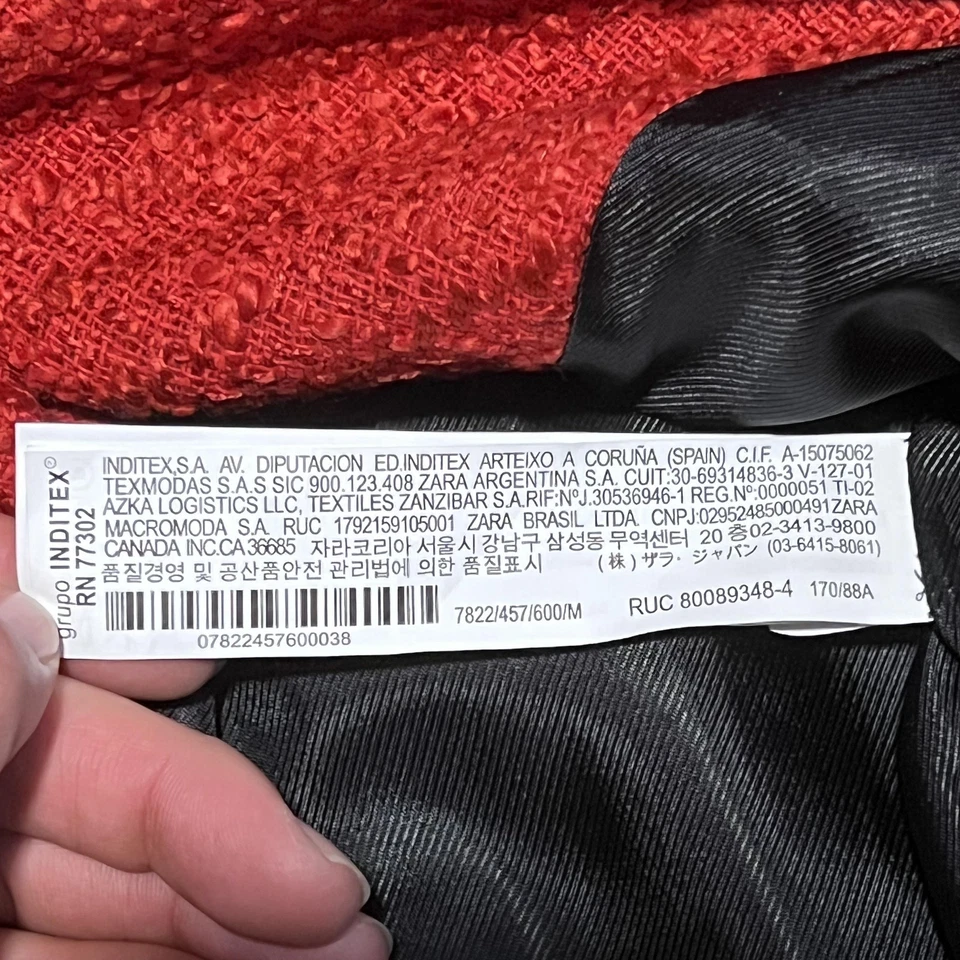 grupo INDITEX®
RN 77302
INDITEX,S.A. AV. DIPUTACION ED.INDITEX ARTEIXO A CORUÑA (SPAIN) C.I.F. A-15075062
TEXMODAS S.A.S SIC 900.123.408 ZARA ARGENTINA S.A. CUIT:30-69314836-3 V-127-01
AZKA LOGISTICS LLC, TEXTILES ZANZIBAR S.A.RIF:NºJ.30536946-1 REG.Nº:0000051 TI-02
MACROMODA S.A. RUC 1792159105001 ZARA BRASIL LTDA. CNPJ:02952485000491ZARA
CANADA INC.CA 36685 자라코리아 서울시 강남구 삼성동 무역센터 20 층02-3413-9800
품질경영 및 공산품안전 관리법에 의한 품질표시 (株)ザラ・ジャパン (03-6415-8061)
7822/457/600/M RUC 80089348-4 170/88A
07822457600038